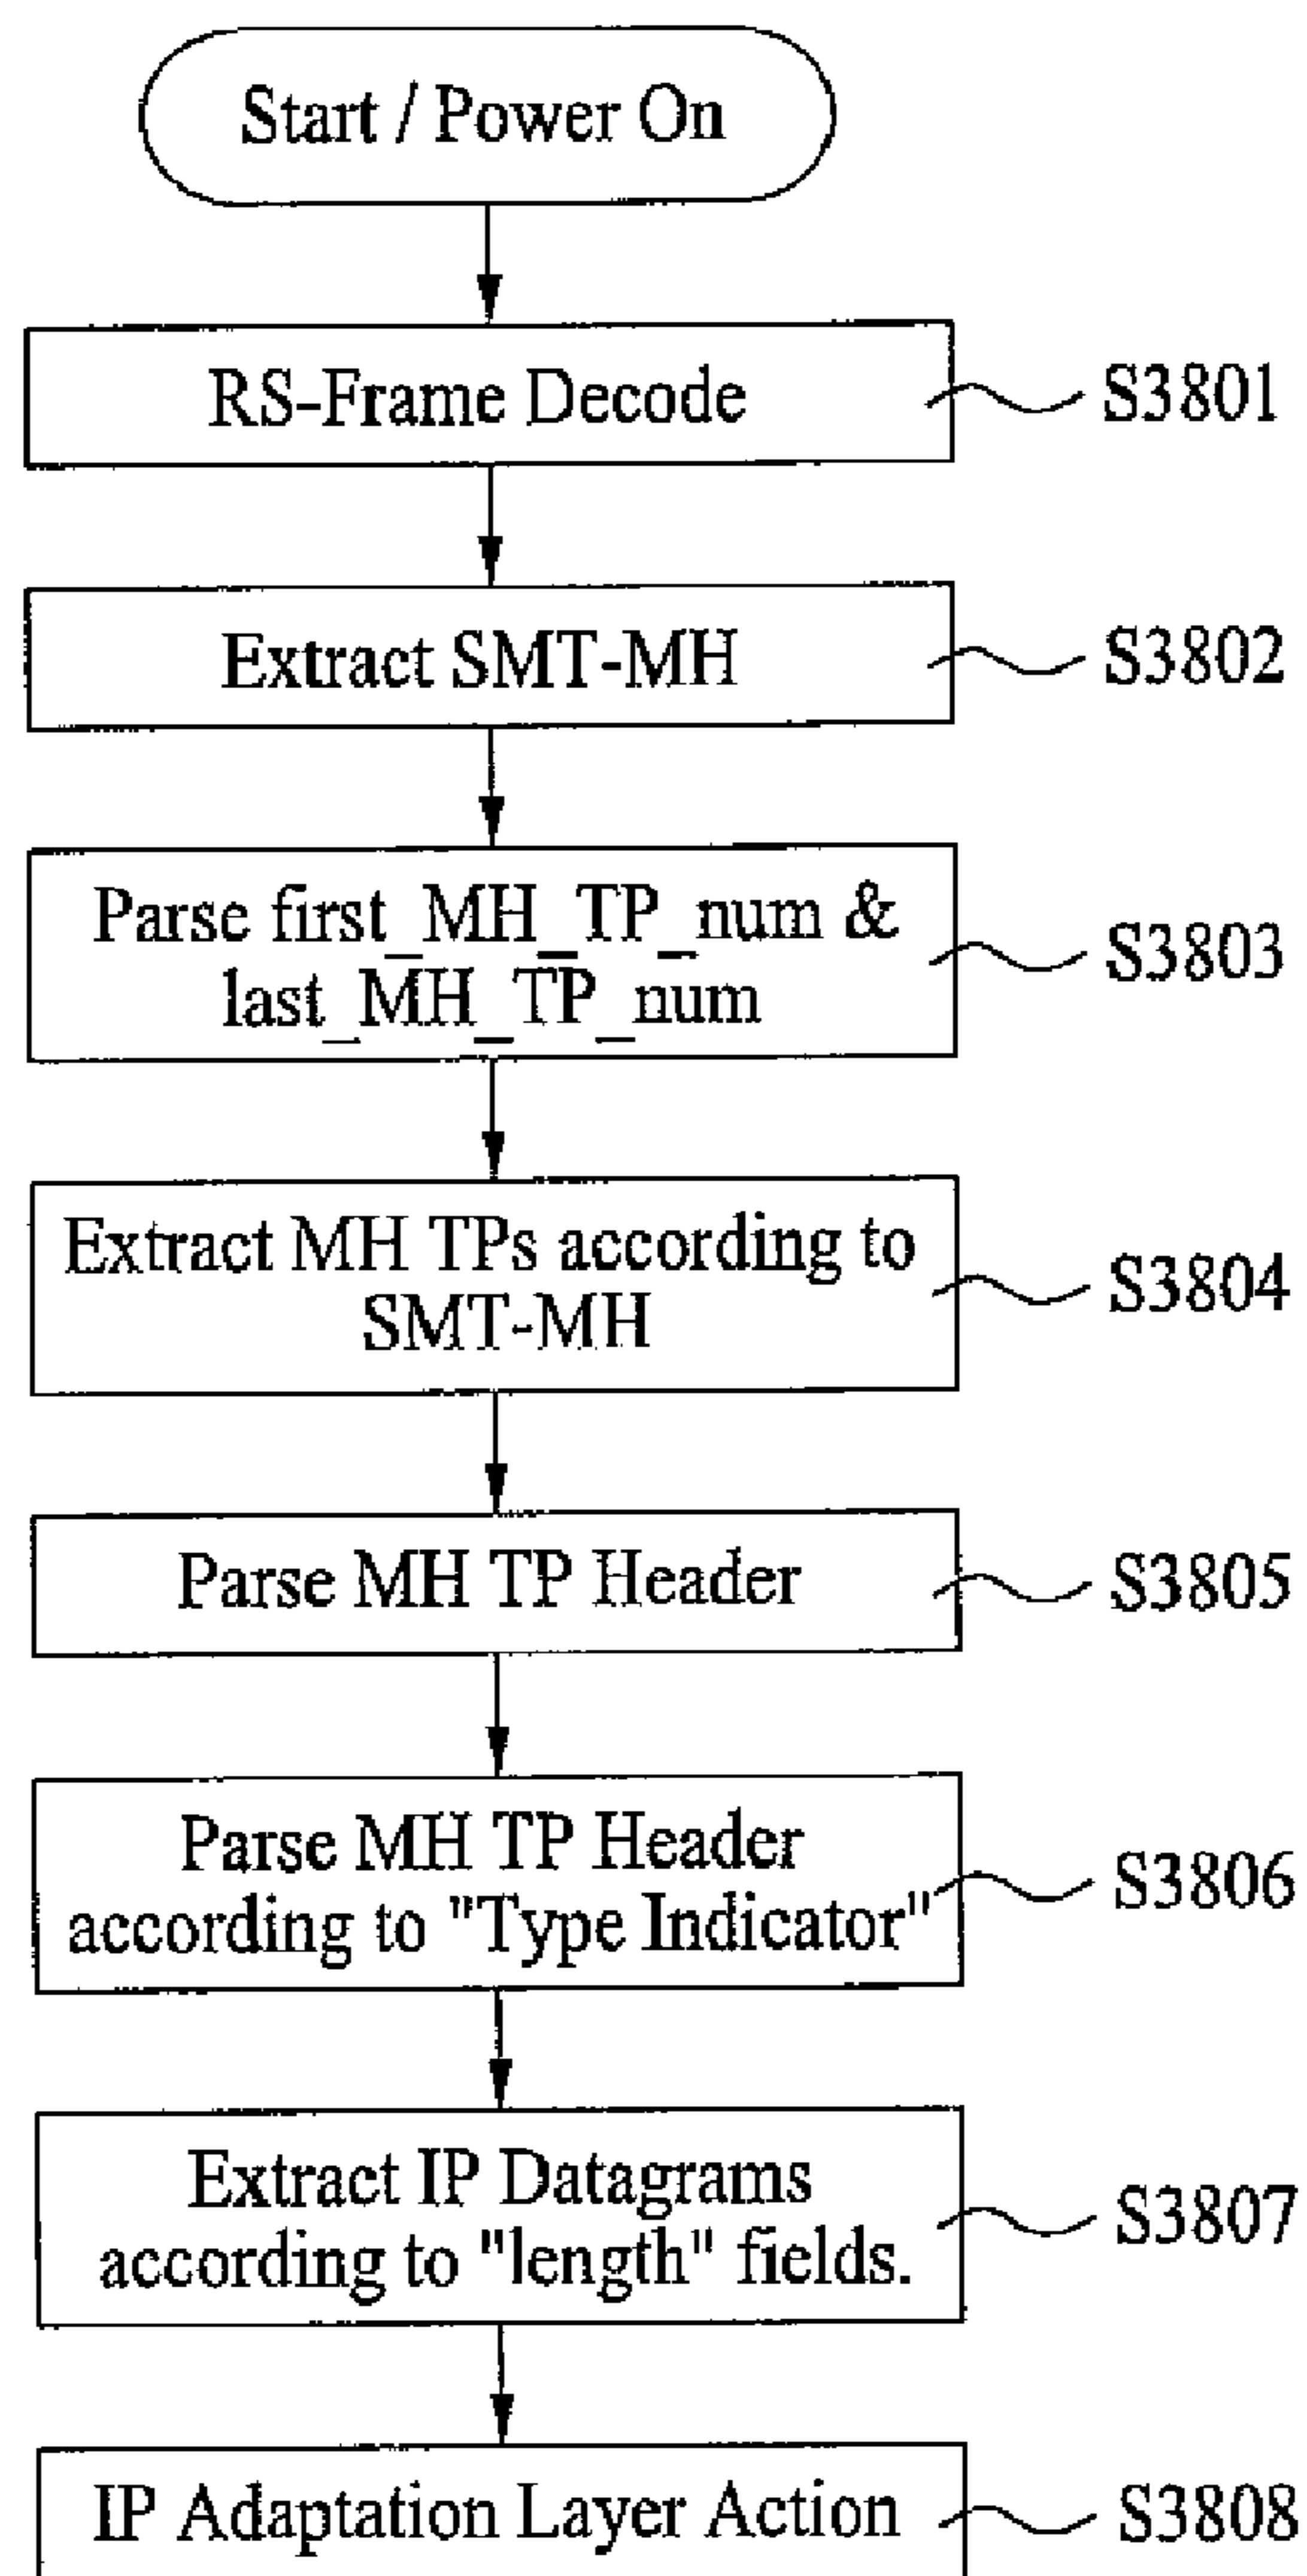 Start / Power On
RS-Frame Decode
S3801
Extract SMT-MH
S3802
Parse first_MH_TP_num &
last_MH_TP_num
S3803
Extract MH TPs according to
SMT-MH
S3804
Parse MH TP Header
S3805
Parse MH TP Header
according to "Type Indicator"
S3806
Extract IP Datagrams
according to "length" fields.
S3807
IP Adaptation Layer Action
S3808